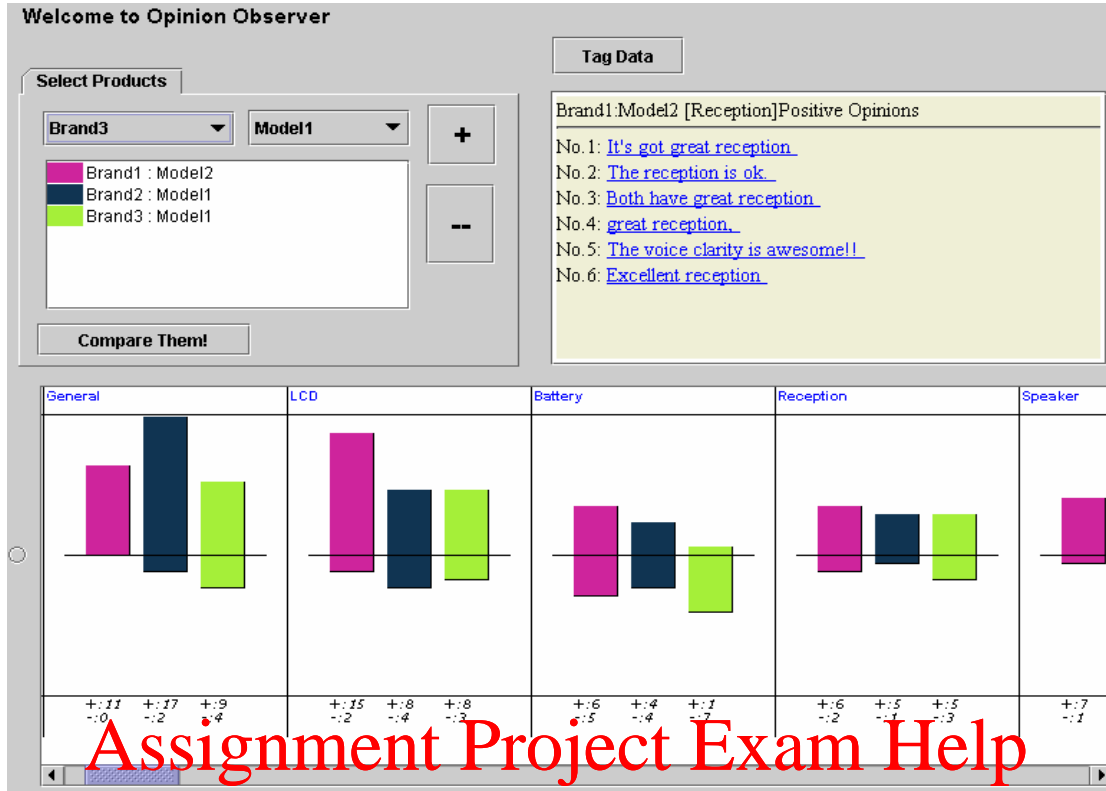 Welcome to Opinion Observer
Tag Data
Select Products
Brand3 Model1 +
Brand1 : Model2
Brand2 : Model1
Brand3 : Model1
--
Compare Them!
Brand1:Model2 [Reception]Positive Opinions
No.1: It's got great reception
No.2: The reception is ok.
No.3: Both have great reception
No.4: great reception,
No.5: The voice clarity is awesome!!
No.6: Excellent reception
General LCD Battery Reception Speaker
+:11 +:17 +:9 +:15 +:8 +:8 +:6 +:4 +:1 +:6 +:5 +:5 +:7
-:0 -:2 -:4 -:2 -:4 -:3 -:5 -:4 -:7 -:2 -:1 -:3 -:1
Assignment Project Exam Help